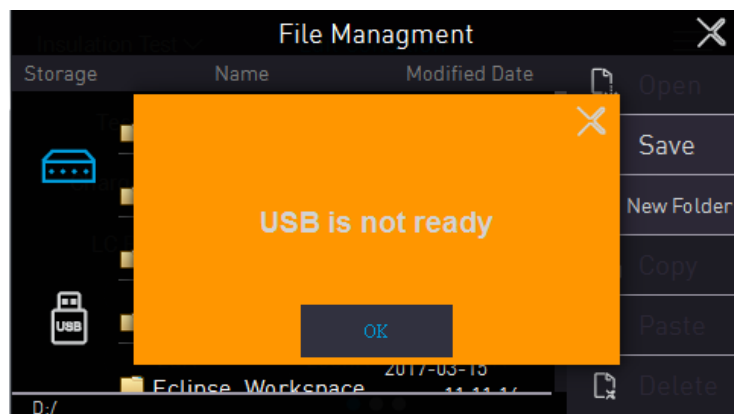 Insulation Test
File Managment
Storage
Name
Modified Date
Open
Save
USB is not ready
New Folder
Copy
USB
OK
Paste
2017-03-15
Eclipse_Workspace
Delete
D:/